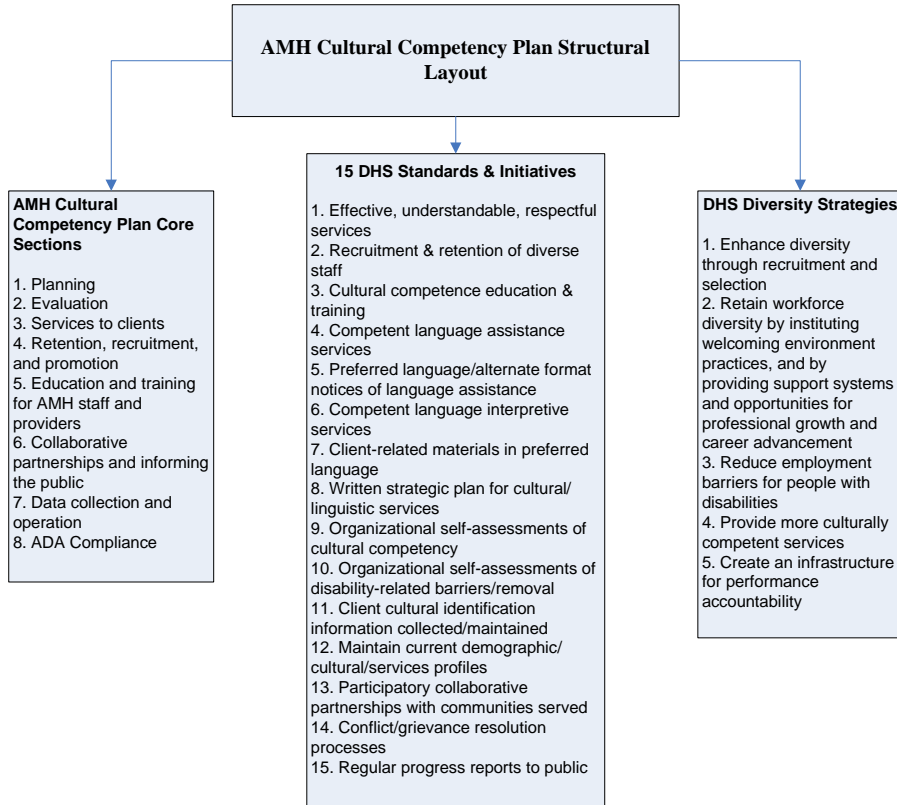 AMH Cultural Competency Plan Structural
Layout
AMH Cultural
Competency Plan Core
Sections
1. Planning
2. Evaluation
3. Services to clients
4. Retention, recruitment,
and promotion
5. Education and training
for AMH staff and
providers
6. Collaborative
partnerships and informing
the public
7. Data collection and
operation
8. ADA Compliance
15 DHS Standards & Initiatives
1. Effective, understandable, respectful
services
2. Recruitment & retention of diverse
staff
3. Cultural competence education &
training
4. Competent language assistance
services
5. Preferred language/alternate format
notices of language assistance
6. Competent language interpretive
services
7. Client-related materials in preferred
language
8. Written strategic plan for cultural/
linguistic services
9. Organizational self-assessments of
cultural competency
10. Organizational self-assessments of
disability-related barriers/removal
11. Client cultural identification
information collected/maintained
12. Maintain current demographic/
cultural/services profiles
13. Participatory collaborative
partnerships with communities served
14. Conflict/grievance resolution
processes
15. Regular progress reports to public
DHS Diversity Strategies
1. Enhance diversity
through recruitment and
selection
2. Retain workforce
diversity by instituting
welcoming environment
practices, and by
providing support systems
and opportunities for
professional growth and
career advancement
3. Reduce employment
barriers for people with
disabilities
4. Provide more culturally
competent services
5. Create an infrastructure
for performance
accountability